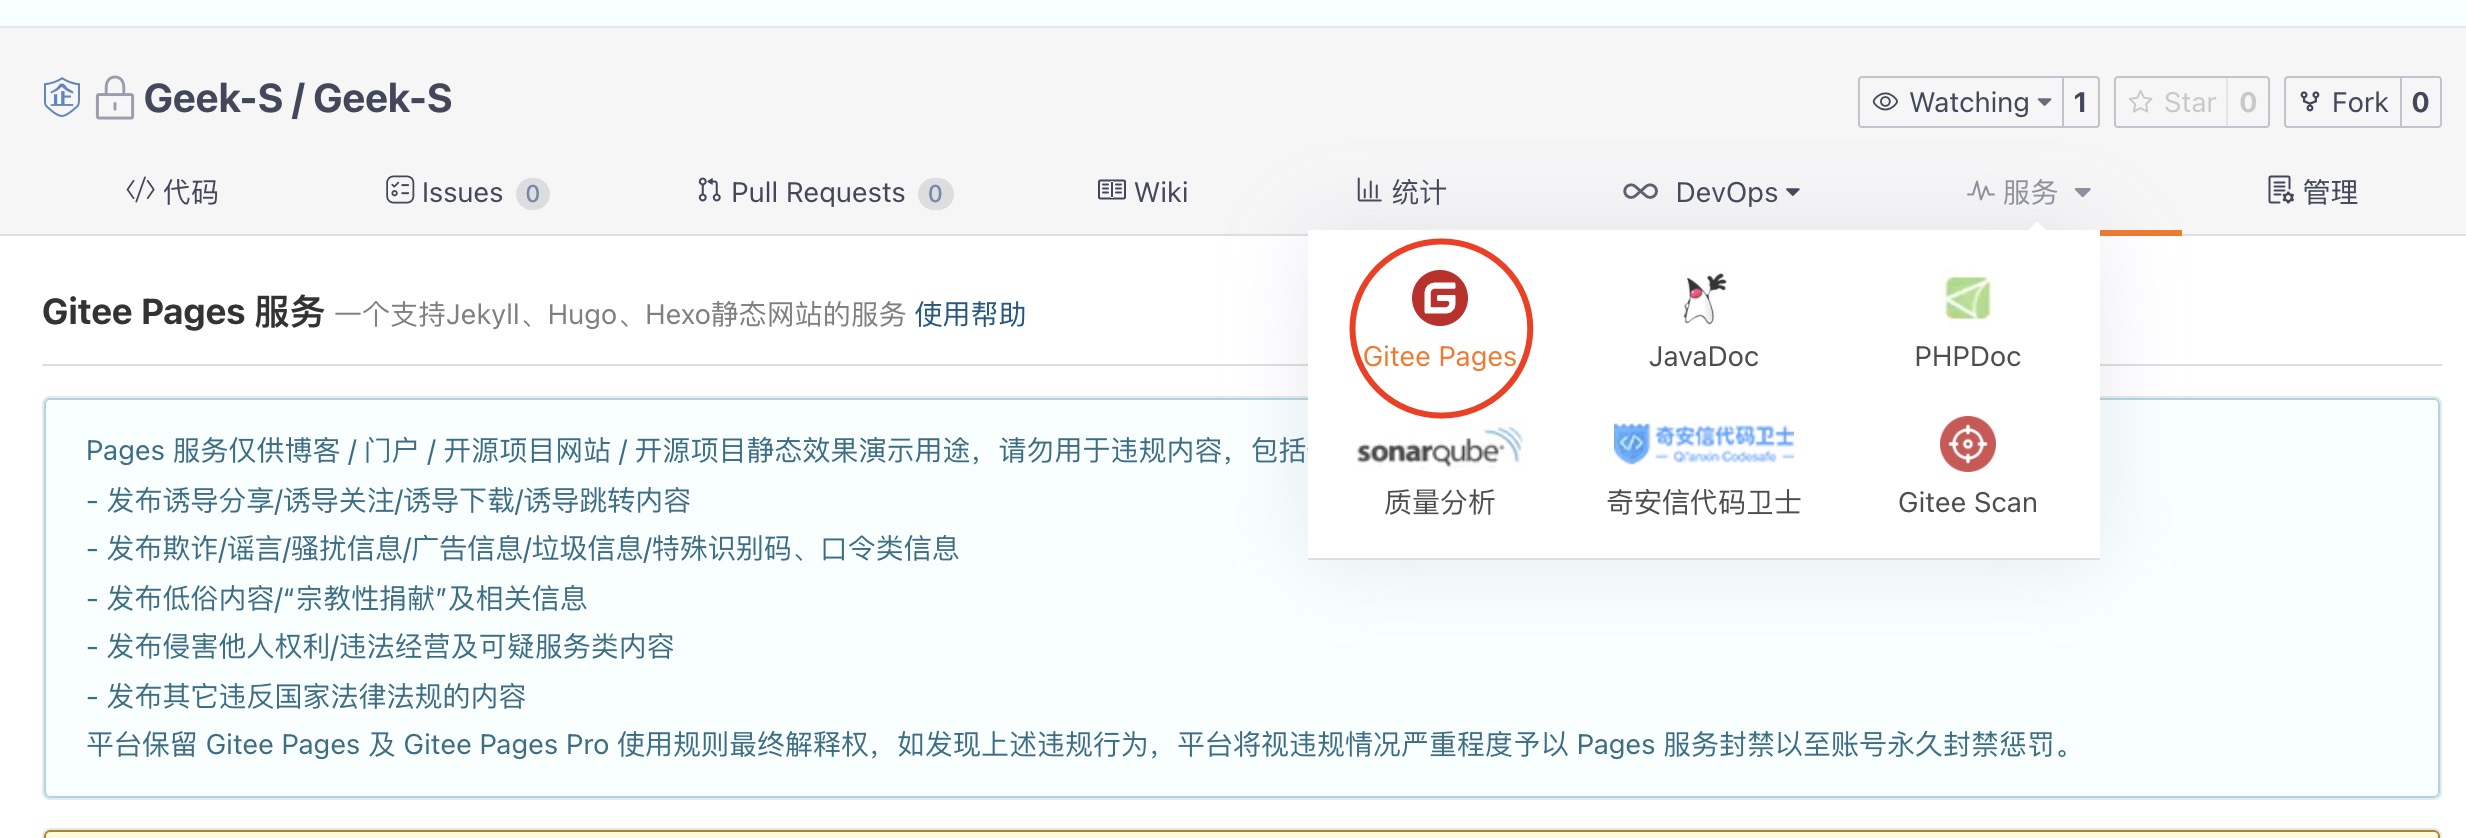 Geek-S / Geek-S
Watching 1 Star 0 Fork 0
代码 Issues 0 Pull Requests 0 Wiki 统计 DevOps 服务 管理
Gitee Pages 服务 一个支持Jekyll、Hugo、Hexo静态网站的服务 使用帮助
Gitee Pages JavaDoc PHPDoc
sonarqube 奇安信代码卫士
Qi'anxin Codesafe
质量分析 奇安信代码卫士 Gitee Scan
Pages 服务仅供博客 / 门户 / 开源项目网站 / 开源项目静态效果演示用途，请勿用于违规内容，包括
- 发布诱导分享/诱导关注/诱导下载/诱导跳转内容
- 发布欺诈/谣言/骚扰信息/广告信息/垃圾信息/特殊识别码、口令类信息
- 发布低俗内容/“宗教性捐献”及相关信息
- 发布侵害他人权利/违法经营及可疑服务类内容
- 发布其它违反国家法律法规的内容
平台保留 Gitee Pages 及 Gitee Pages Pro 使用规则最终解释权，如发现上述违规行为，平台将视违规情况严重程度予以 Pages 服务封禁以至账号永久封禁惩罚。